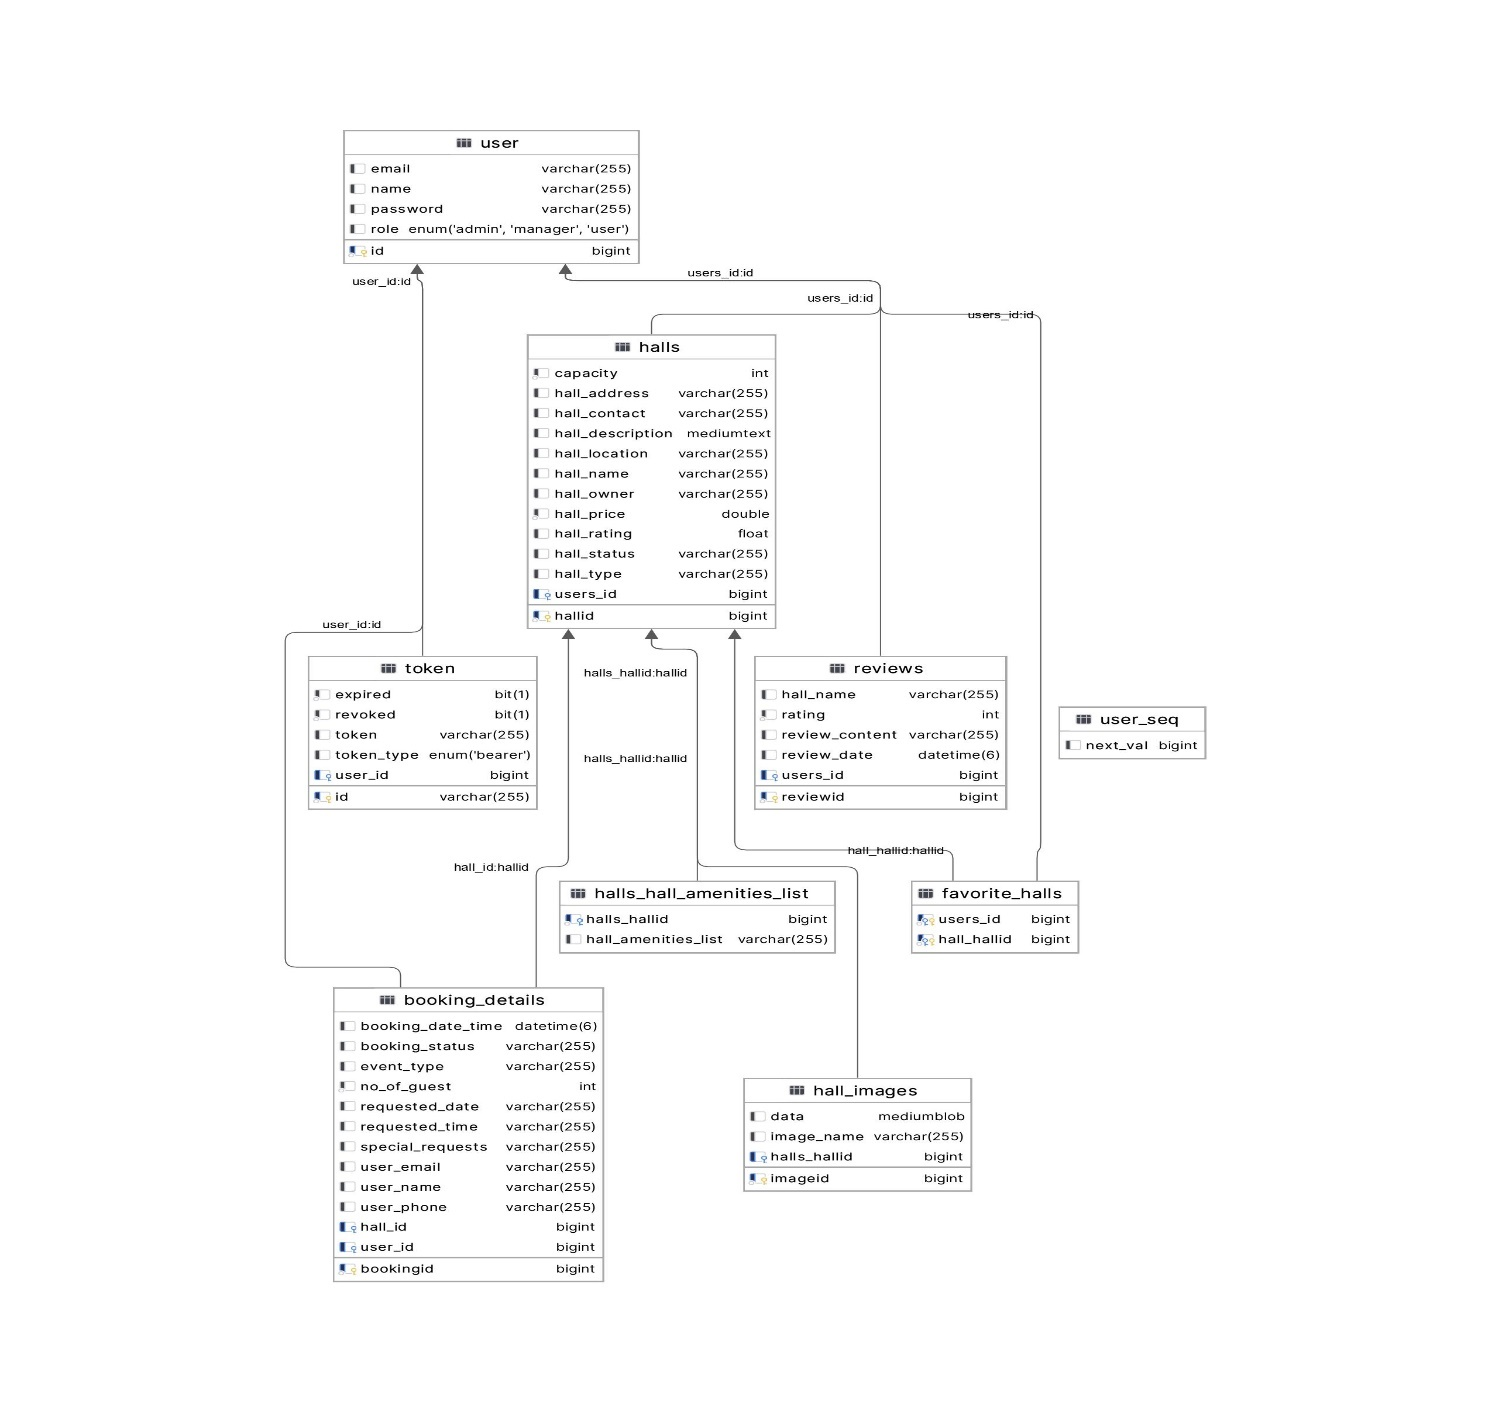 user
email varchar(255)
name varchar(255)
password varchar(255)
role enum('admin', 'manager', 'user')
id bigint
user_id:id
users_id:id
users_id:id
users_id:id
halls
capacity int
hall_address varchar(255)
hall_contact varchar(255)
hall_description mediumtext
hall_location varchar(255)
hall_name varchar(255)
hall_owner varchar(255)
hall_price double
hall_rating float
hall_status varchar(255)
hall_type varchar(255)
users_id bigint
hallid bigint
user_id:id
token
expired bit(1)
revoked bit(1)
token varchar(255)
token_type enum('bearer')
user_id bigint
id varchar(255)
halls_hallid:hallid
halls_hallid:hallid
reviews
hall_name varchar(255)
rating int
review_content varchar(255)
review_date datetime(6)
users_id bigint
reviewid bigint
user_seq
next_val bigint
hall_id:hallid
hall_hallid:hallid
halls_hall_amenities_list
halls_hallid bigint
hall_amenities_list varchar(255)
favorite_halls
users_id bigint
hall_hallid bigint
booking_details
booking_date_time datetime(6)
booking_status varchar(255)
event_type varchar(255)
no_of_guest int
requested_date varchar(255)
requested_time varchar(255)
special_requests varchar(255)
user_email varchar(255)
user_name varchar(255)
user_phone varchar(255)
hall_id bigint
user_id bigint
bookingid bigint
hall_images
data mediumblob
image_name varchar(255)
halls_hallid bigint
imageid bigint